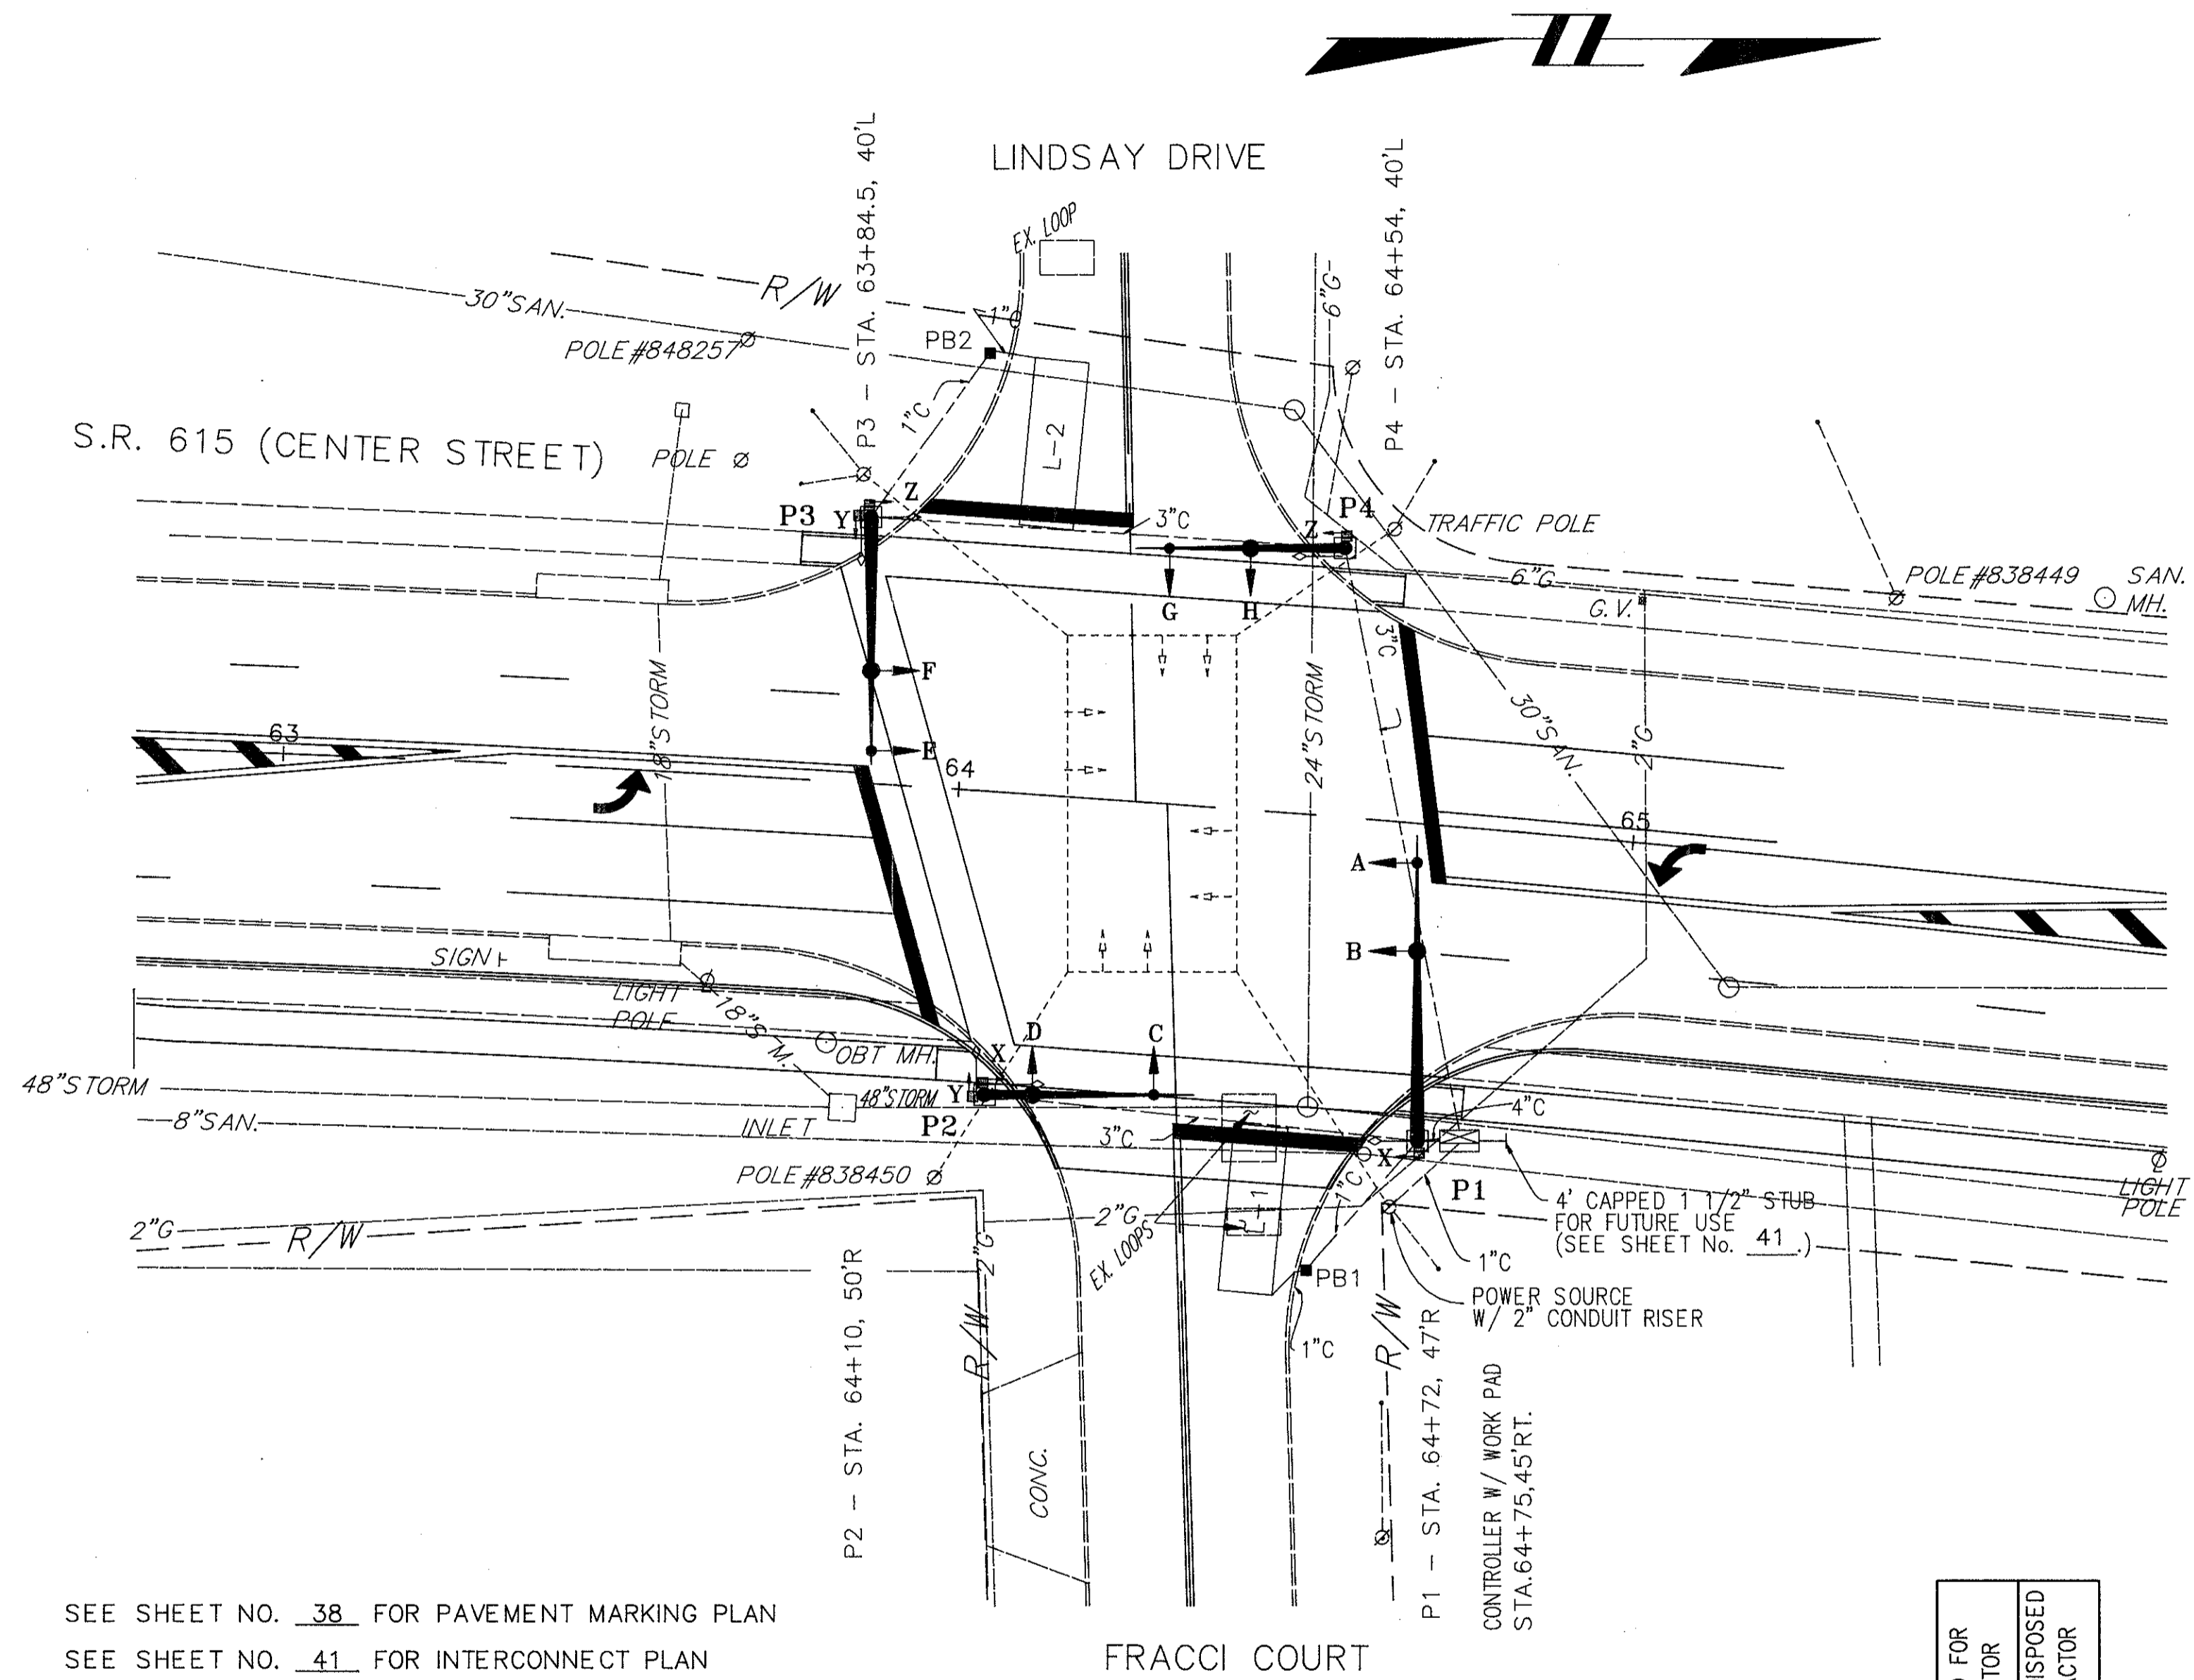 LINDSAY DRIVE
P3 - STA. 63+84.5, 40'L
P4 - STA. 64+54, 40'L
EX. LOOP
6"G
R/W
30"SAN.
1"C
PB2
POLE #848257
1"C
L-2
S.R. 615 (CENTER STREET)
POLE
P3
Y
Z
3"C
P4
Z
TRAFFIC POLE
6"G
POLE #838449
SAN.
MH.
G.V.
G
H
3"C
F
E
63
64
65
18"STORM
24"STORM
30"SAN.
2"G
A
B
SIGN
LIGHT
POLE
18"S
M.
OBT MH.
X
D
C
48"STORM
8"SAN.
INLET
48"STORM
Y
P2
3"C
4"C
X
P1
L-1
1"C
POLE #838450
2"G
R/W
2"G
2"G
EX. LOOPS
PB1
1"C
4' CAPPED 1 1/2" STUB
FOR FUTURE USE
(SEE SHEET No. 41.)
1"C
POWER SOURCE
W/ 2" CONDUIT RISER
LIGHT
POLE
R/W
R/W
CONC.
P2 - STA. 64+10, 50'R
P1 - STA. 64+72, 47'R
CONTROLLER W/ WORK PAD
STA.64+75,45'RT.
SEE SHEET NO. 38 FOR PAVEMENT MARKING PLAN
SEE SHEET NO. 41 FOR INTERCONNECT PLAN
FRACCI COURT
FOR